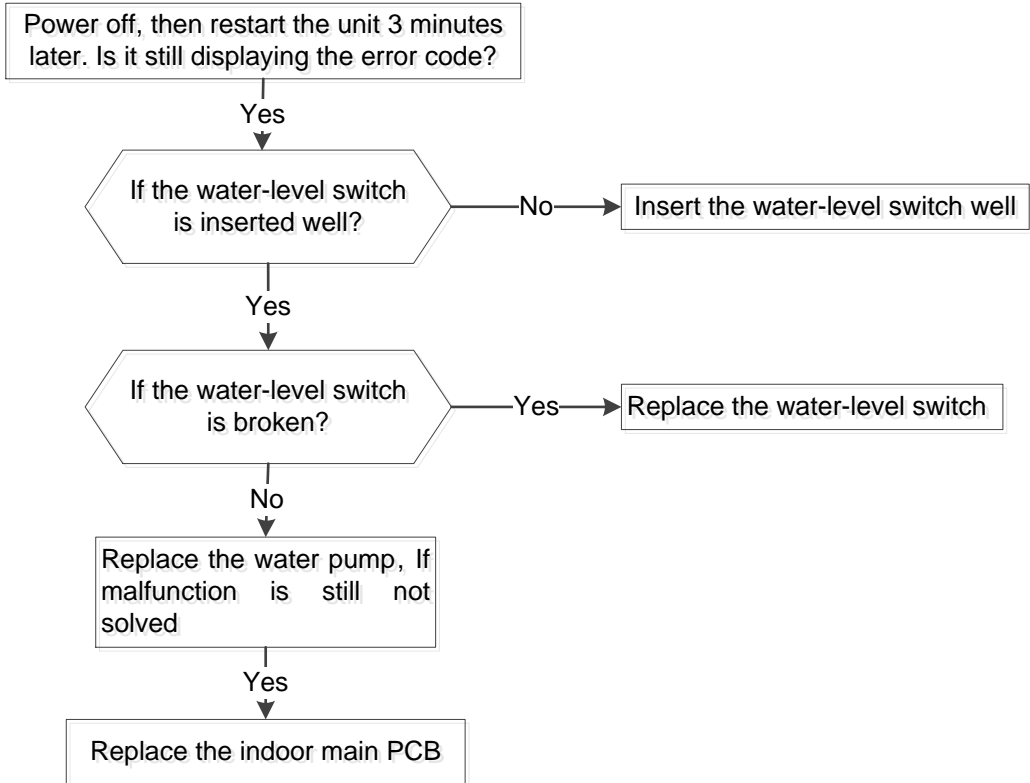 Power off, then restart the unit 3 minutes
later. Is it still displaying the error code?
Yes
If the water-level switch
is inserted well?
No
Insert the water-level switch well
Yes
If the water-level switch
is broken?
Yes
Replace the water-level switch
No
Replace the water pump, If
malfunction is still not
solved
Yes
Replace the indoor main PCB